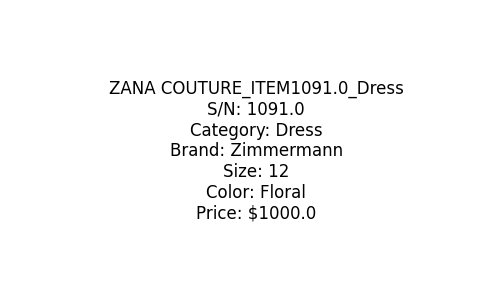 ZANA COUTURE_ITEM1091.0_Dress
S/N: 1091.0
Category: Dress
Brand: Zimmermann
Size: 12
Color: Floral
Price: $1000.0